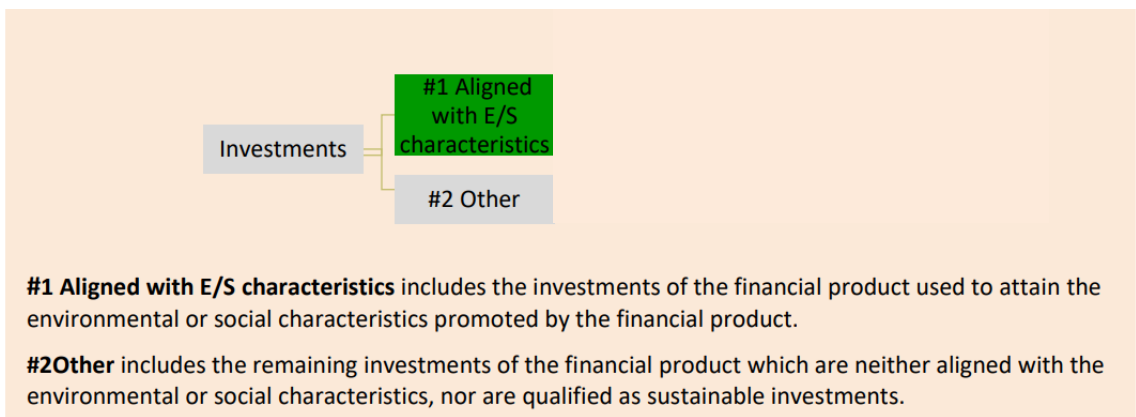 #1 Aligned
with E/S
characteristics
Investments
#2 Other
#1 Aligned with E/S characteristics includes the investments of the financial product used to attain the
environmental or social characteristics promoted by the financial product.
#2Other includes the remaining investments of the financial product which are neither aligned with the
environmental or social characteristics, nor are qualified as sustainable investments.